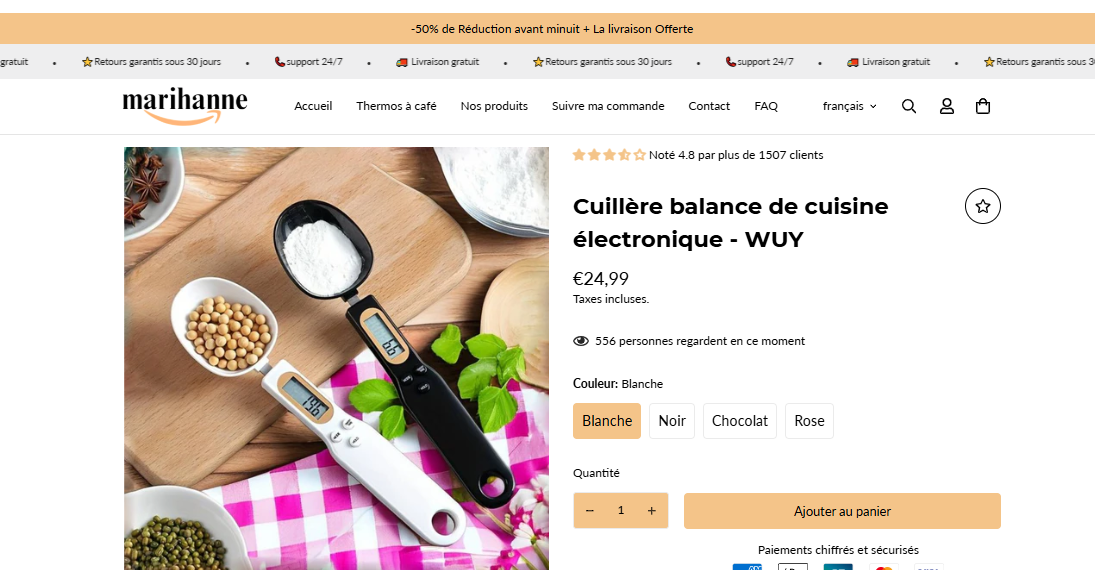 -50% de Réduction avant minuit + La livraison Offerte
gratuit • ⭐Retours garantis sous 30 jours • 📞support 24/7 • 🚚 Livraison gratuit • ⭐Retours garantis sous 30 jours • 📞support 24/7 • 🚚 Livraison gratuit • ⭐Retours garantis sous 30
marihanne
Accueil Thermos à café Nos produits Suivre ma commande Contact FAQ français
Noté 4.8 par plus de 1507 clients
Cuillère balance de cuisine
électronique - WUY
€24,99
Taxes incluses.
556 personnes regardent en ce moment
Couleur: Blanche
Blanche Noir Chocolat Rose
Quantité
− 1 + Ajouter au panier
Paiements chiffrés et sécurisés